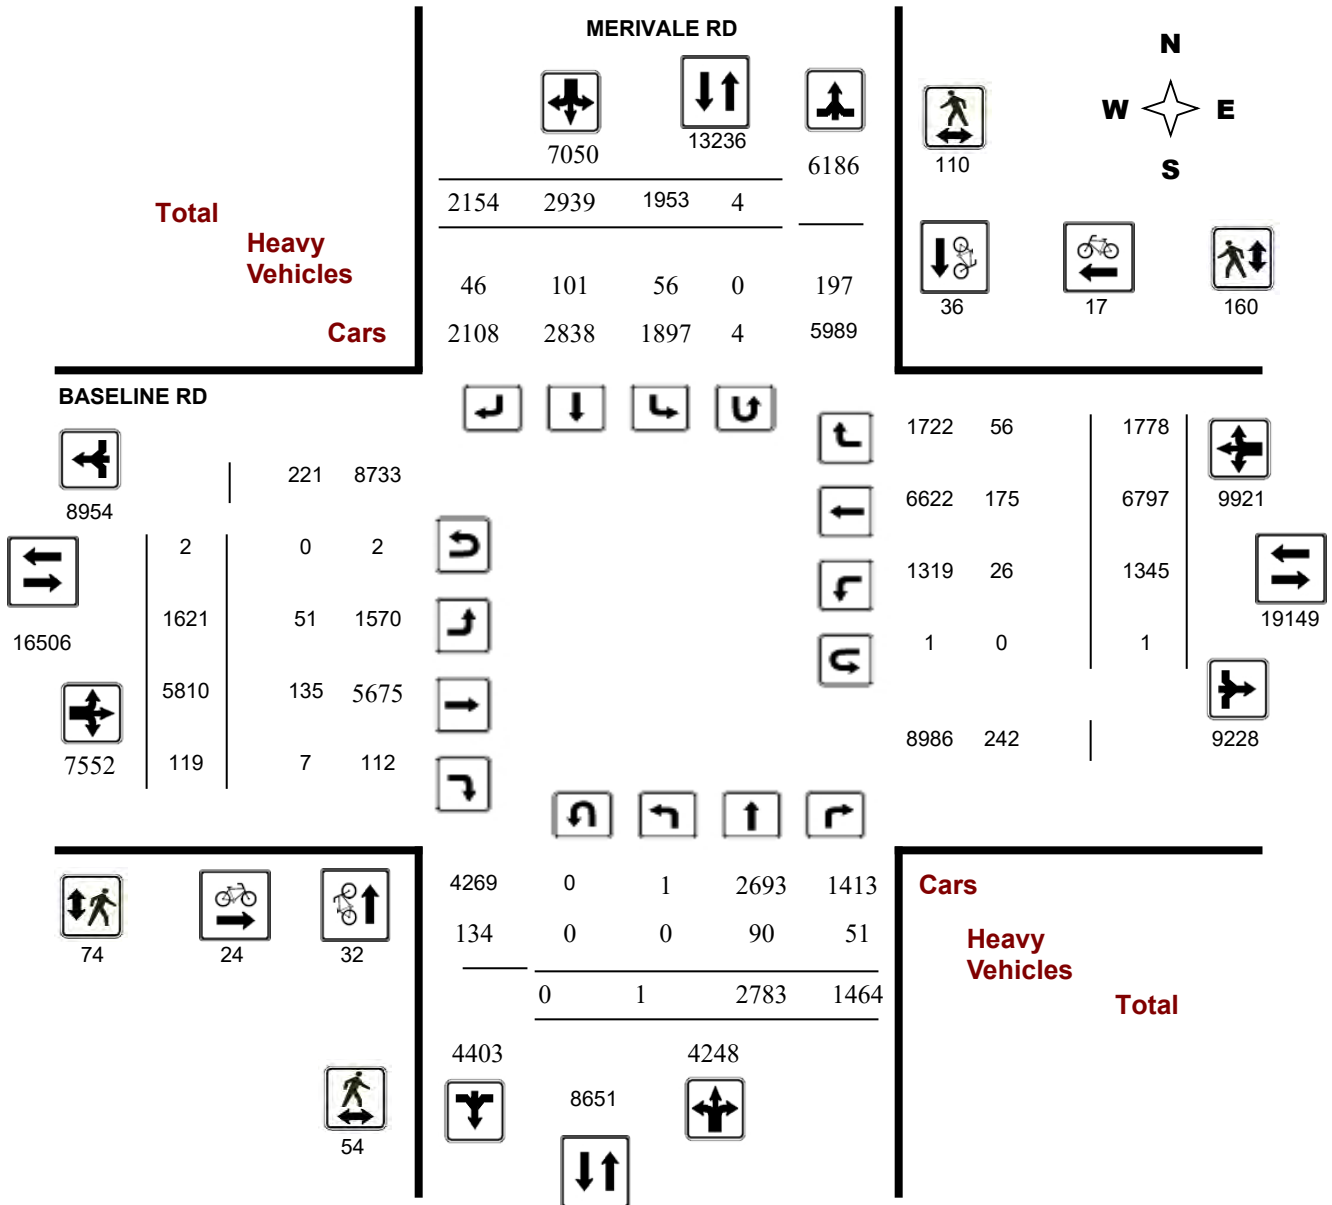 MERIVALE RD
N
W E
S
7050 13236 6186 110
2154 2939 1953 4
Total
Heavy
Vehicles
46 101 56 0 197
36 17 160
Cars
2108 2838 1897 4 5989
BASELINE RD
1722 56 1778
221 8733
8954
6622 175 6797 9921
2 0 2
1319 26 1345
19149
1621 51 1570
16506
1 0 1
5810 135 5675
8986 242 9228
7552 119 7 112
4269 0 1 2693 1413
Cars
134 0 0 90 51
Heavy
Vehicles
74 24 32
0 1 2783 1464
Total
4403 4248
8651
54